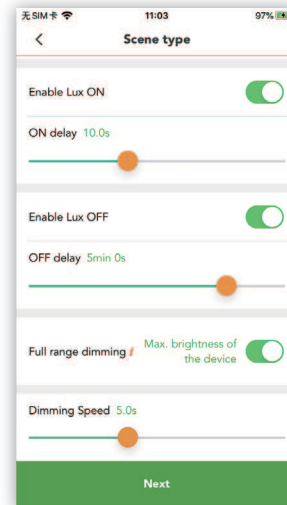 无SIM卡 11:03 97%
Scene type
Enable Lux ON
ON delay 10.0s
Enable Lux OFF
OFF delay 5min 0s
Full range dimming i Max. brightness of
the device
Dimming Speed 5.0s
Next